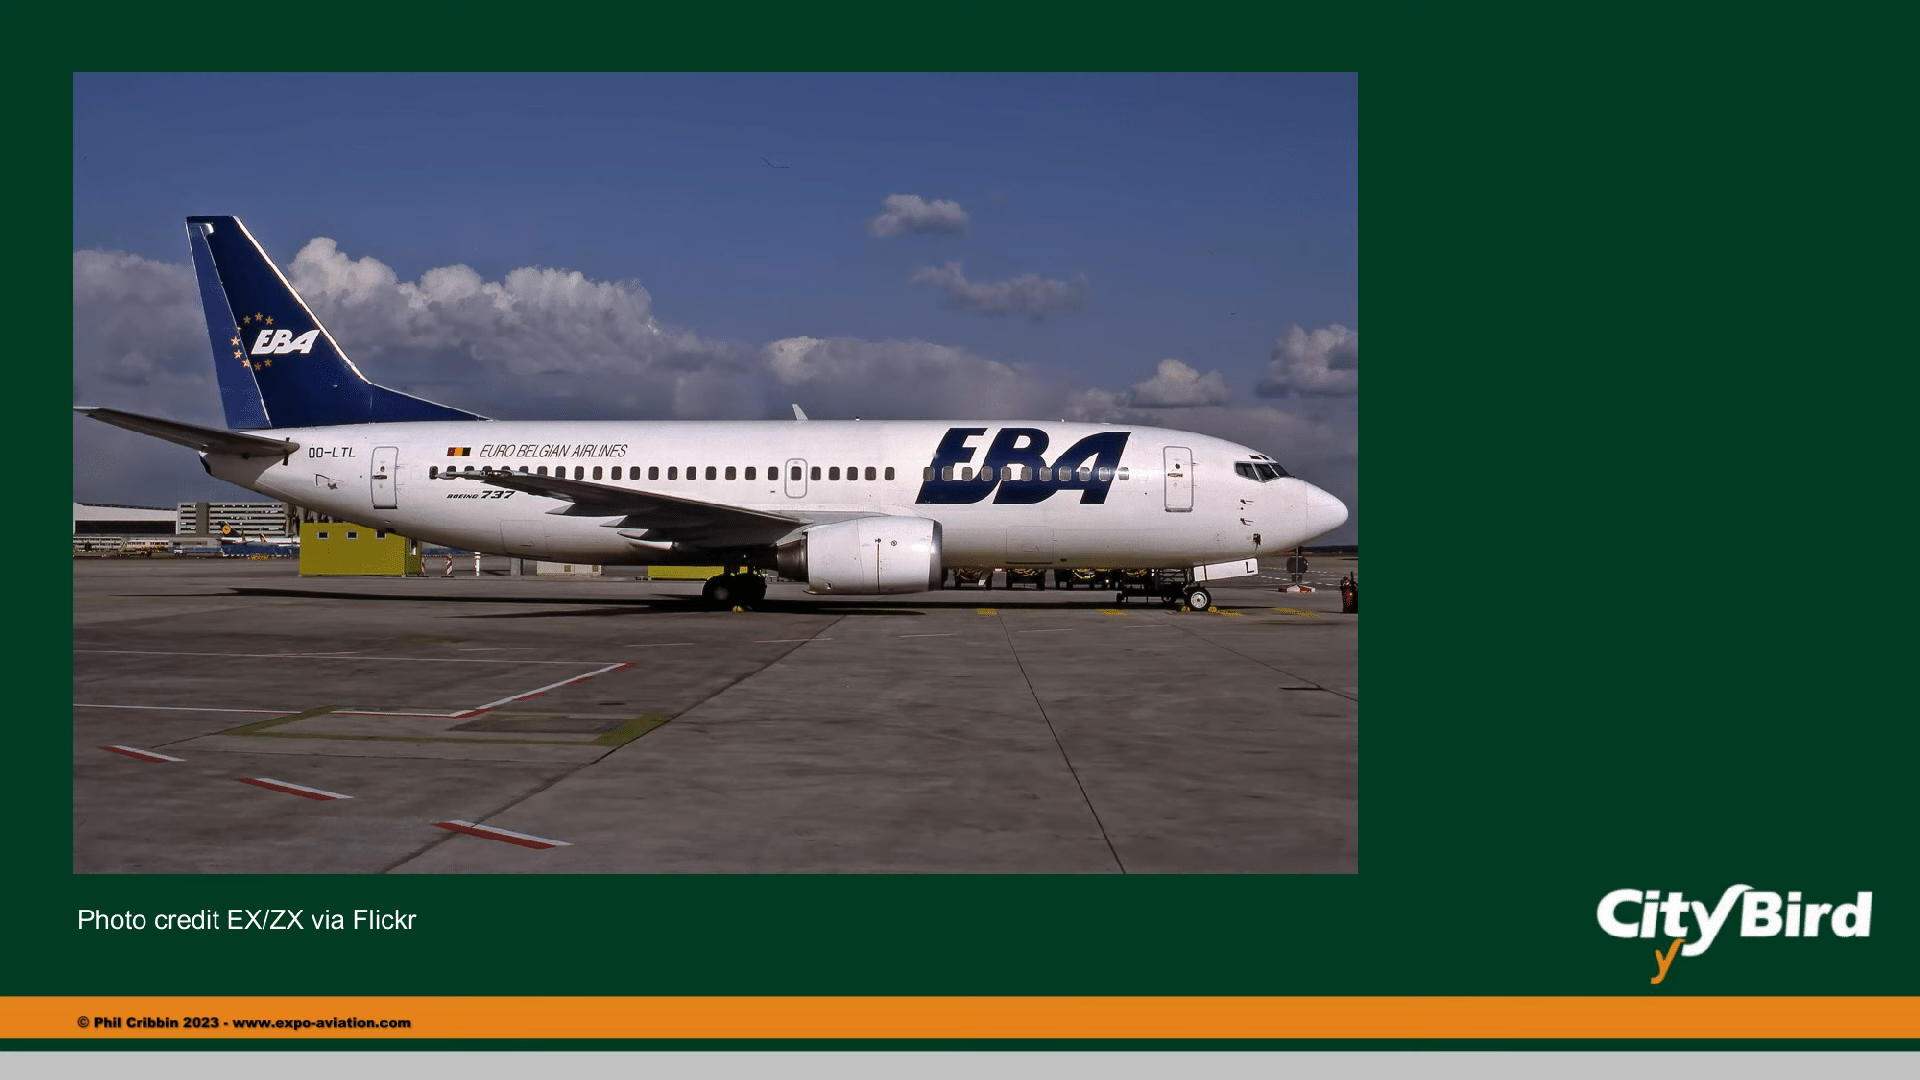 EBA
OO-LTL
EURO BELGIAN AIRLINES
EBA
BOEING 737
L
Photo credit EX/ZX via Flickr
CityBird
y
© Phil Cribbin 2023 - www.expo-aviation.com